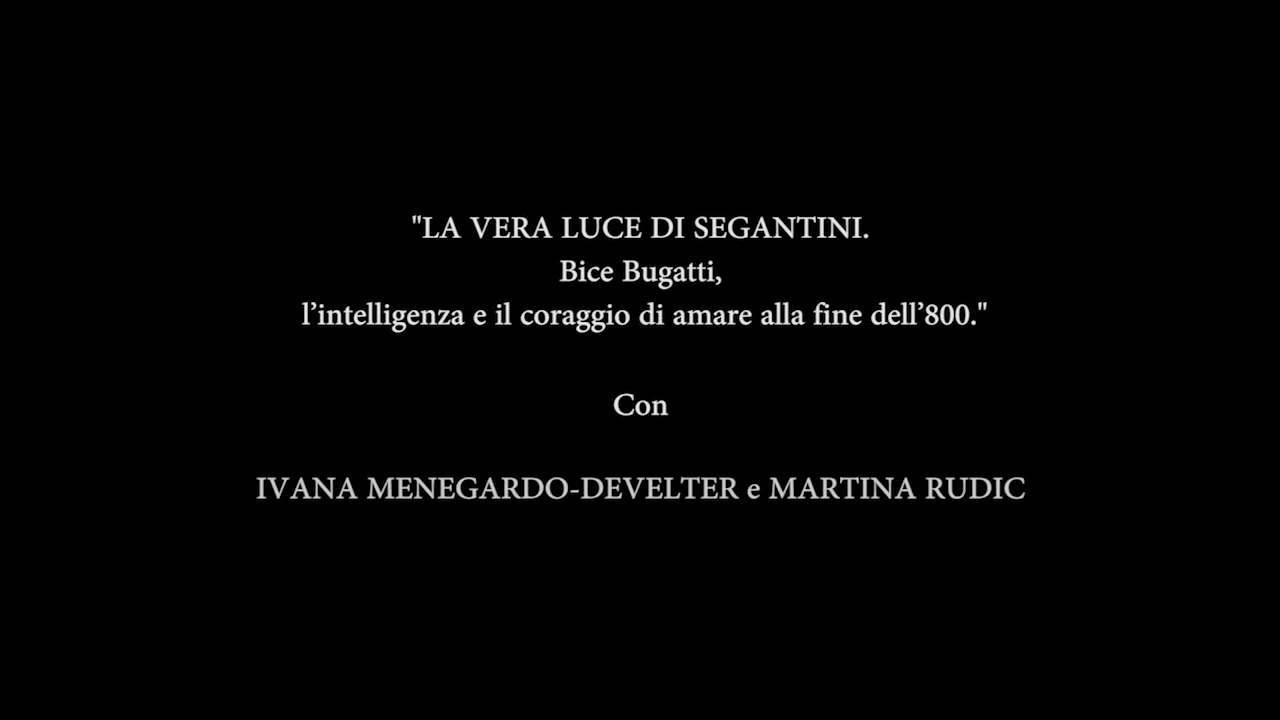 "LA VERA LUCE DI SEGANTINI.
Bice Bugatti,
l’intelligenza e il coraggio di amare alla fine dell’800."
Con
IVANA MENEGARDO-DEVELTER e MARTINA RUDIC